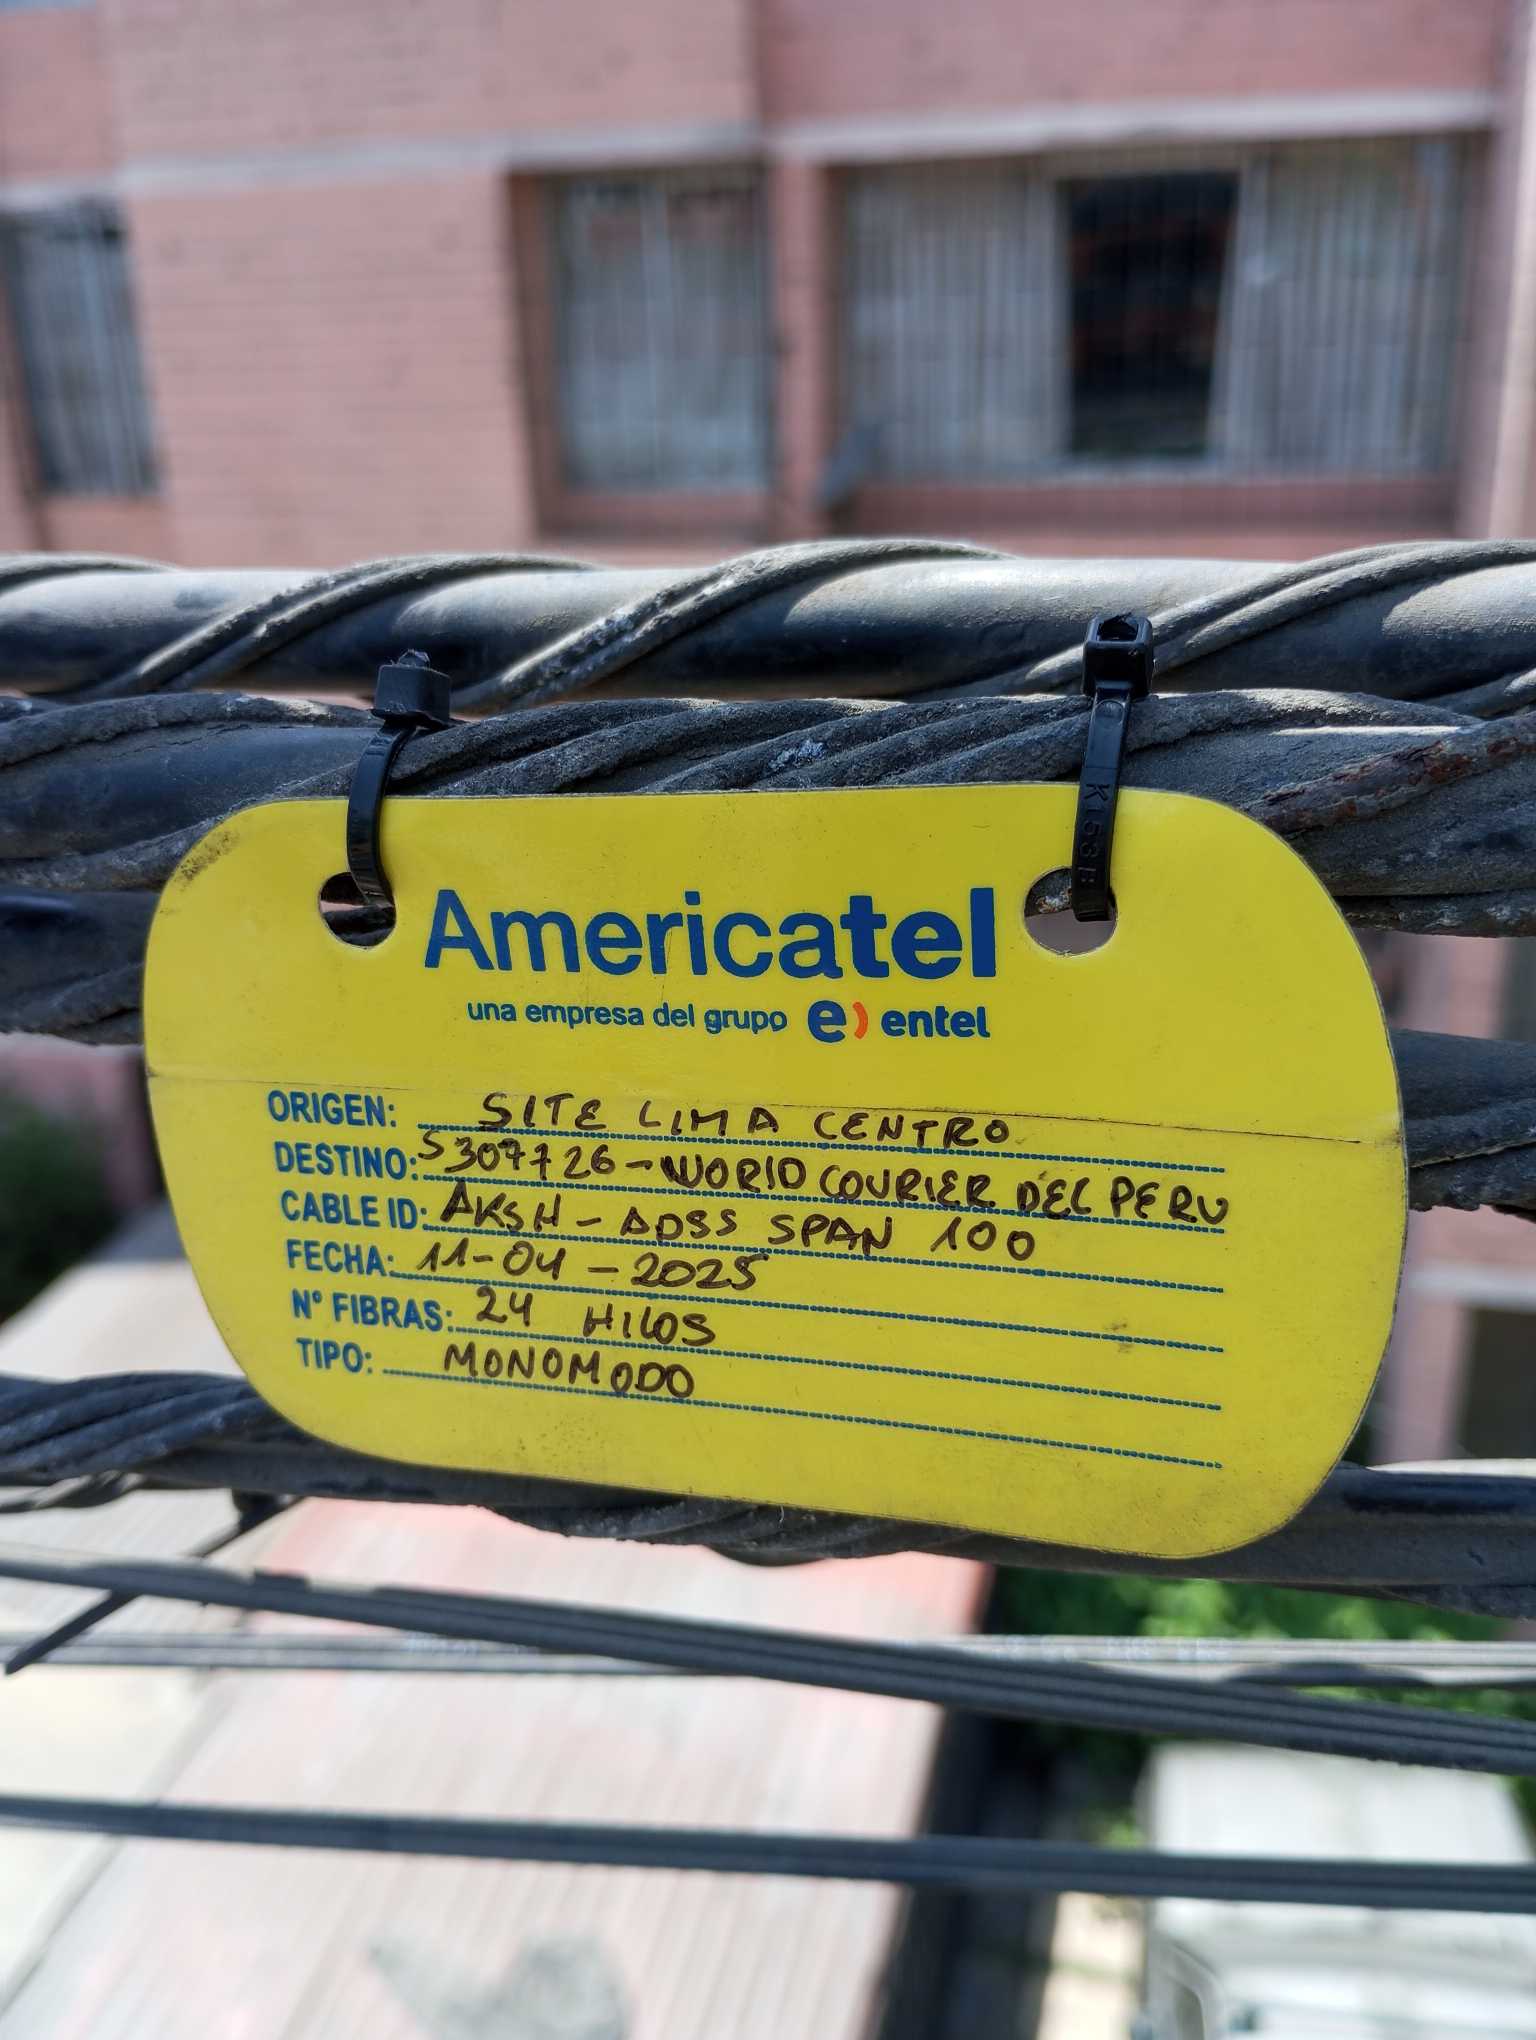 Americatel
una empresa del grupo e) entel
ORIGEN: SITE LIMA CENTRO
DESTINO: S307726-WORLD COURIER DEL PERU
CABLE ID: AKSH-ADSS SPAN 100
FECHA: 11-04-2025
N° FIBRAS: 24 HILOS
TIPO: MONOMODO